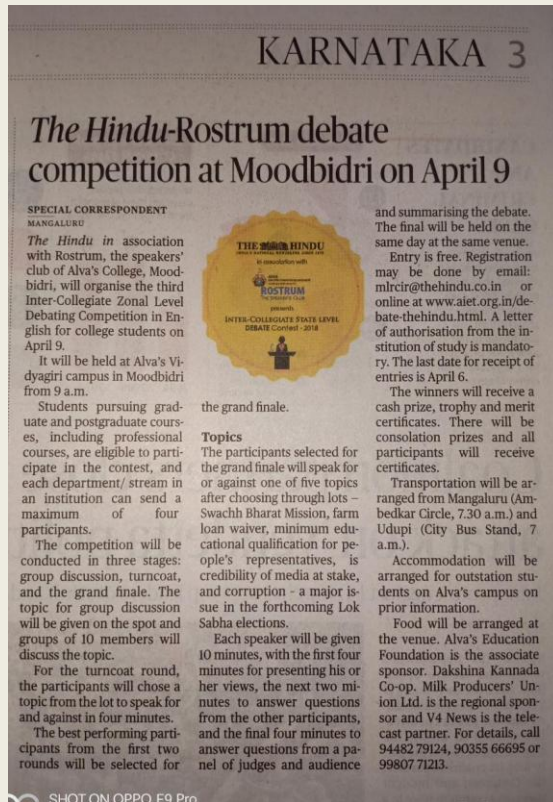 KARNATAKA 3
The Hindu-Rostrum debate
competition at Moodbidri on April 9
SPECIAL CORRESPONDENT
MANGALURU
The Hindu in association
with Rostrum, the speakers'
club of Alva's College, Mood-
bidri, will organise the third
Inter-Collegiate Zonal Level
Debating Competition in En-
glish for college students on
April 9.
It will be held at Alva's Vi-
dyagiri campus in Moodbidri
from 9 a.m.
Students pursuing grad-
uate and postgraduate cours-
es, including professional
courses, are eligible to parti-
cipate in the contest, and
each department/ stream in
an institution can send a
maximum of four
participants.
The competition will be
conducted in three stages:
group discussion, turncoat,
and the grand finale. The
topic for group discussion
will be given on the spot and
groups of 10 members will
discuss the topic.
For the turncoat round,
the participants will chose a
topic from the lot to speak for
and against in four minutes.
The best performing parti-
cipants from the first two
rounds will be selected for
THE HINDU
in association with
ROSTRUM
THE SPEAKER'S CLUB
presents
INTER-COLLEGIATE STATE LEVEL
DEBATE Contest - 2018
the grand finale.
Topics
The participants selected for
the grand finale will speak for
or against one of five topics
after choosing through lots –
Swachh Bharat Mission, farm
loan waiver, minimum edu-
cational qualification for pe-
ople's representatives, is
credibility of media at stake,
and corruption - a major is-
sue in the forthcoming Lok
Sabha elections.
Each speaker will be given
10 minutes, with the first four
minutes for presenting his or
her views, the next two mi-
nutes to answer questions
from the other participants,
and the final four minutes to
answer questions from a pa-
nel of judges and audience
and summarising the debate.
The final will be held on the
same day at the same venue.
Entry is free. Registration
may be done by email:
mlrcir@thehindu.co.in or
online at www.aiet.org.in/de-
bate-thehindu.html. A letter
of authorisation from the in-
stitution of study is mandato-
ry. The last date for receipt of
entries is April 6.
The winners will receive a
cash prize, trophy and merit
certificates. There will be
consolation prizes and all
participants will receive
certificates.
Transportation will be ar-
ranged from Mangaluru (Am-
bedkar Circle, 7.30 a.m.) and
Udupi (City Bus Stand, 7
a.m.).
Accommodation will be
arranged for outstation stu-
dents on Alva's campus on
prior information.
Food will be arranged at
the venue. Alva's Education
Foundation is the associate
sponsor. Dakshina Kannada
Co-op. Milk Producers' Un-
ion Ltd. is the regional spon-
sor and V4 News is the tele-
cast partner. For details, call
94482 79124, 90355 66695 or
99807 71213.
SHOT ON OPPO F9 Pro